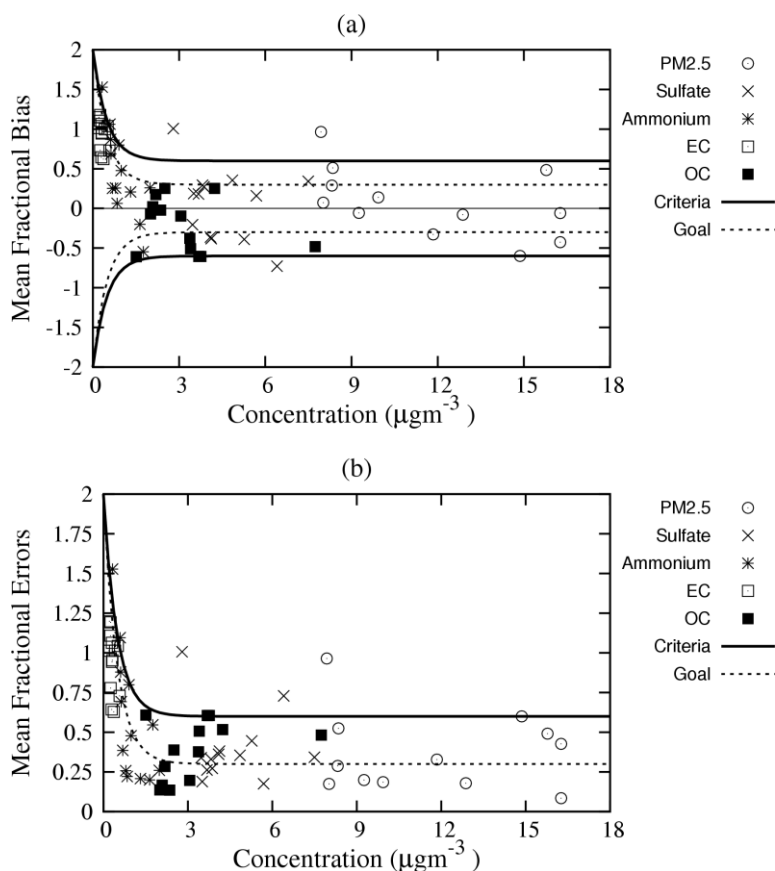 (a)
Mean Fractional Bias
2
1.5
1
0.5
0
-0.5
-1
-1.5
-2
0 3 6 9 12 15 18
Concentration (μgm⁻³ )
PM2.5
Sulfate
Ammonium
EC
OC
Criteria
Goal
(b)
Mean Fractional Errors
2
1.75
1.5
1.25
1
0.75
0.5
0.25
0
0 3 6 9 12 15 18
Concentration (μgm⁻³ )
PM2.5
Sulfate
Ammonium
EC
OC
Criteria
Goal